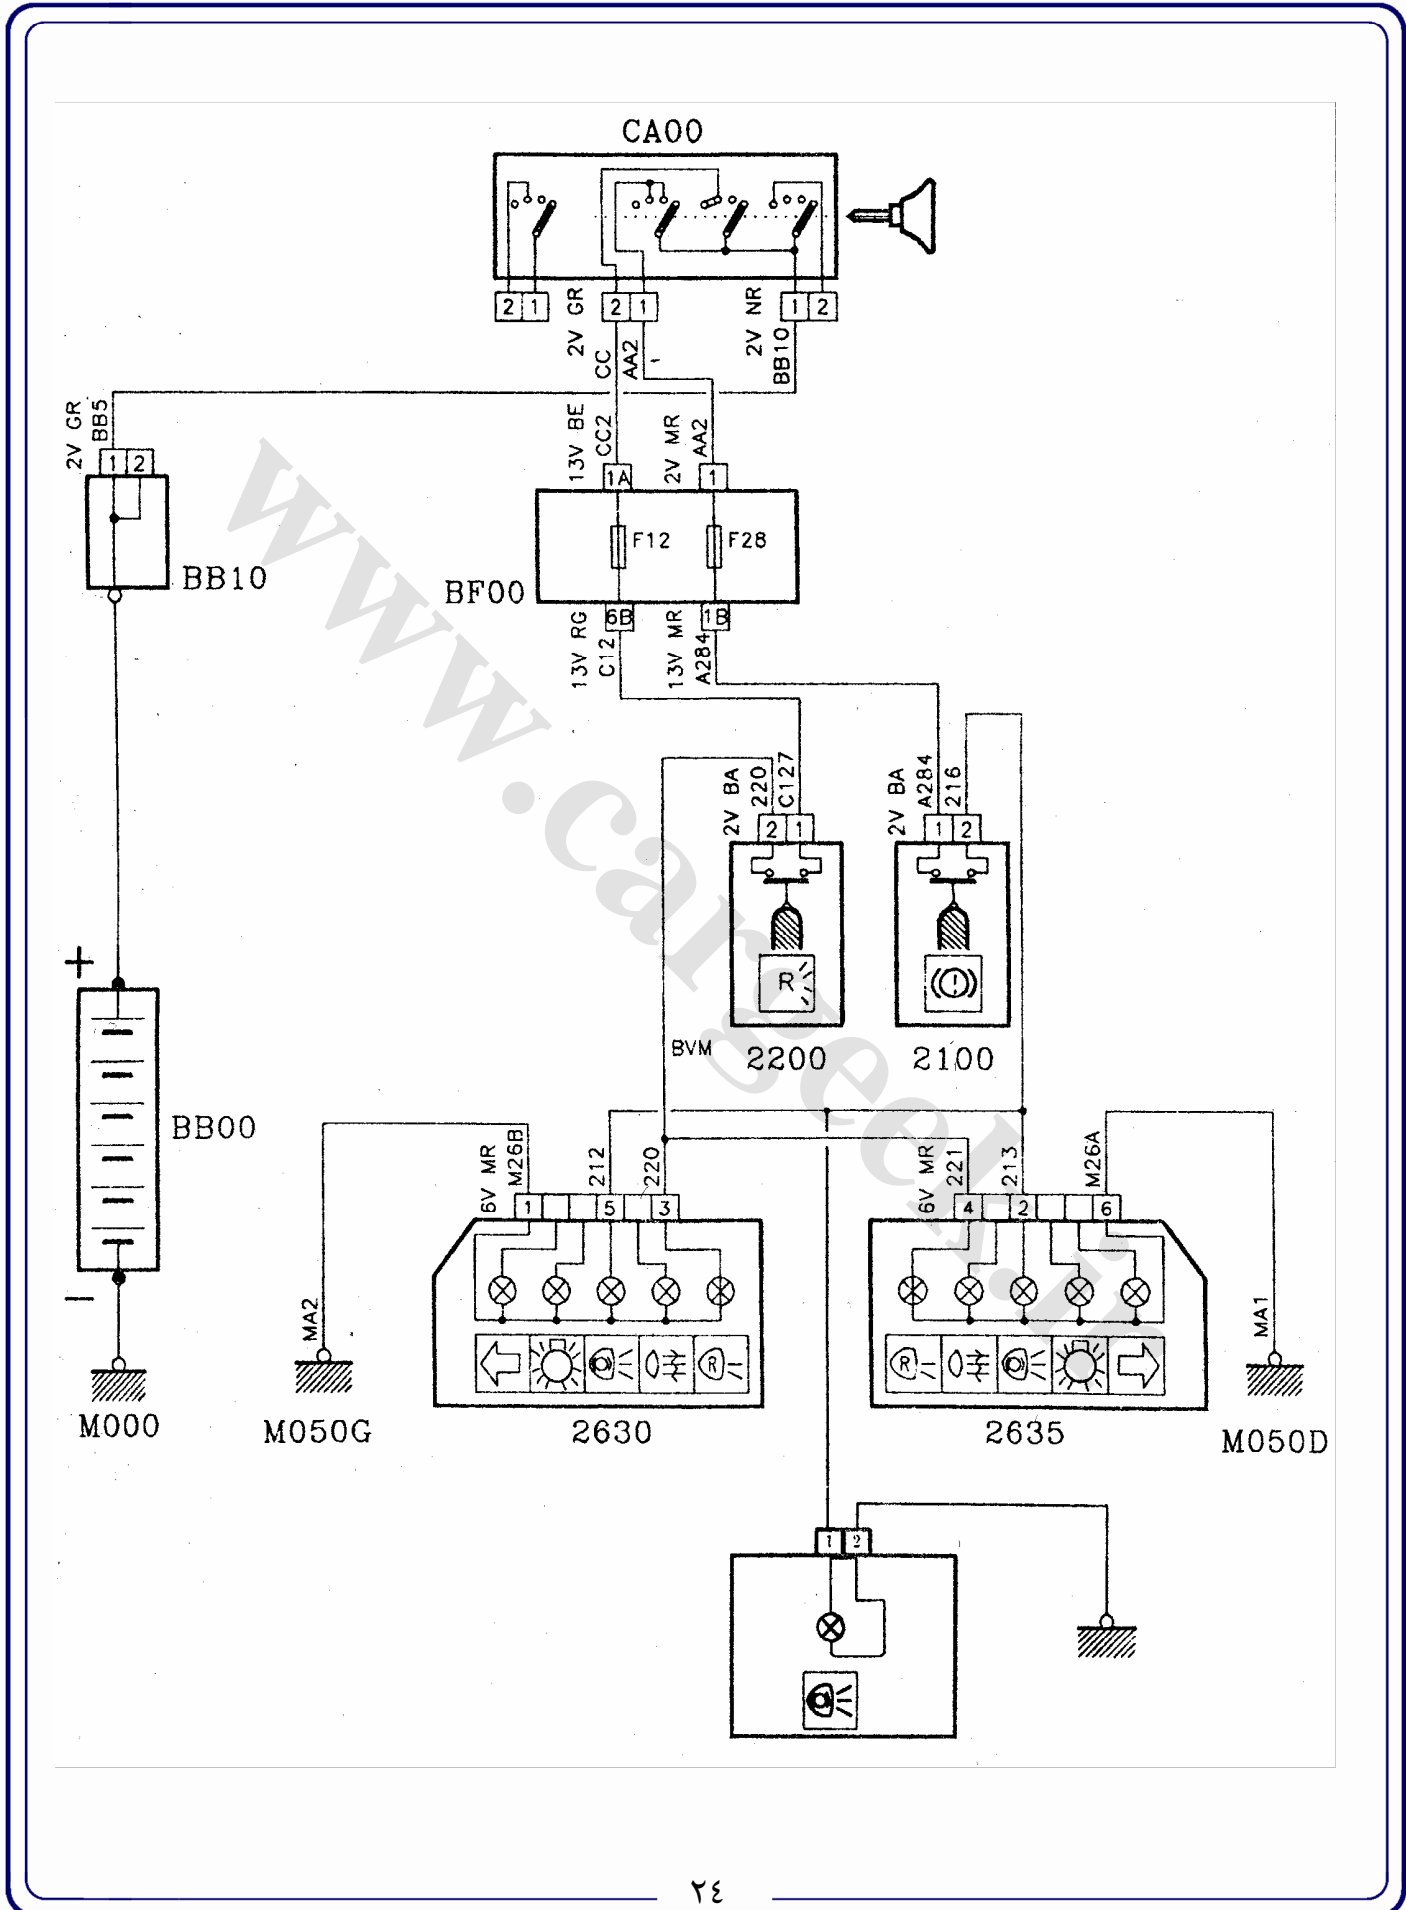 CA00
2 1
2V GR
2 1
2V NR
1 2
CC
AA2
BB10
2V GR
BB5
1 2
13V BE
CC2
2V MR
AA2
1A
1
F12
F28
BB10
BF00
6B
1B
13V RG
C12
13V MR
A284
2V BA
220
C127
2V BA
A284
216
2 1
1 2
+
R
BVM
2200
2100
BB00
6V MR
M26B
212
220
6V MR
221
213
M26A
1 5 3
4 2 6
−
MA2
MA1
R
R
M000
M050G
2630
2635
M050D
1 2
www.cargeek.ir
٢٤